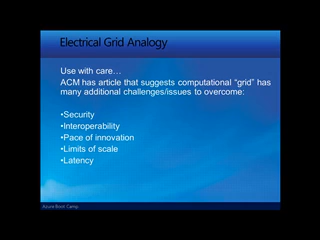 Electrical Grid Analogy
Use with care…
ACM has article that suggests computational “grid” has
many additional challenges/issues to overcome:
•Security
•Interoperability
•Pace of innovation
•Limits of scale
•Latency
Azure Boot Camp